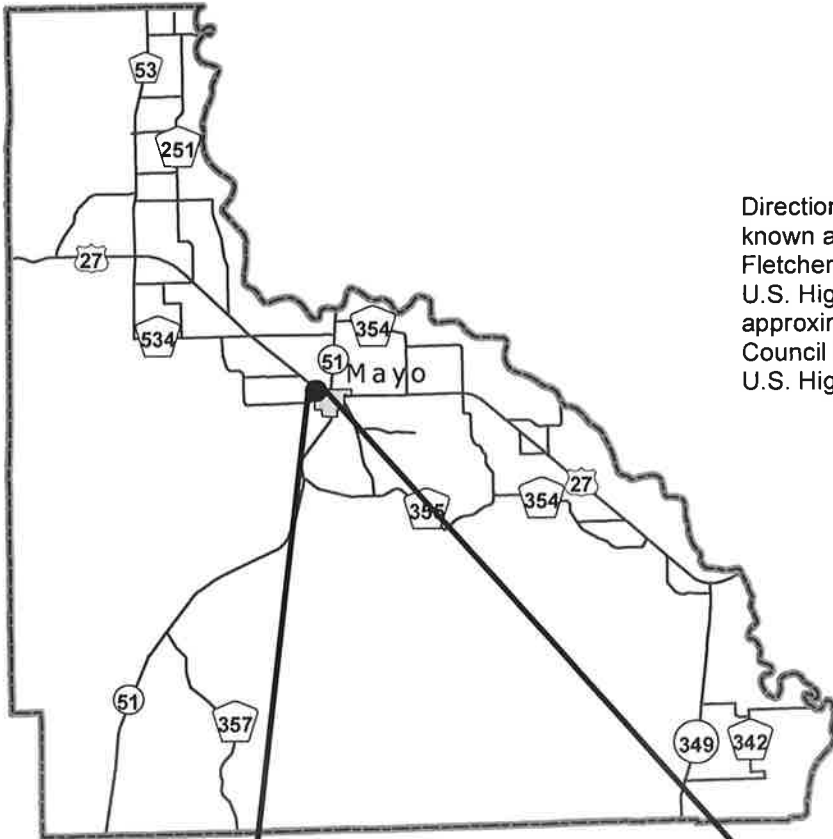 53
251
27
534
354
51
Mayo
27
354
355
51
357
349
342
Direction
known a
Fletcher
U.S. Hig
approxim
Council
U.S. Hig